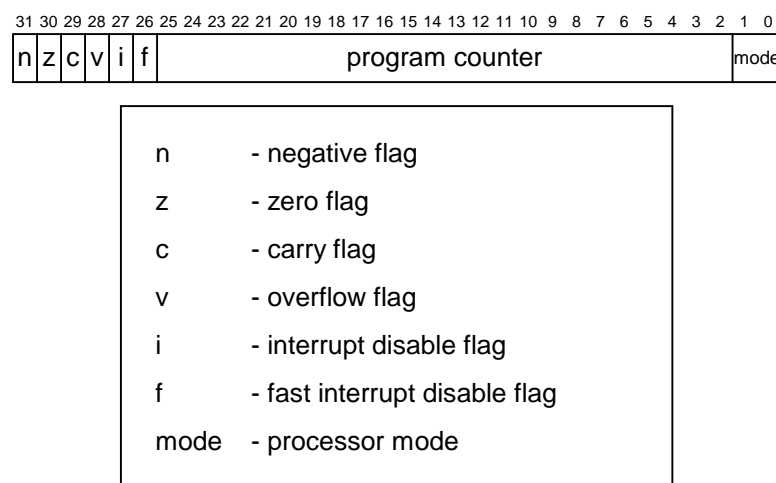 31 30 29 28 27 26 25 24 23 22 21 20 19 18 17 16 15 14 13 12 11 10 9 8 7 6 5 4 3 2 1 0
n z c v i f program counter mode
n - negative flag
z - zero flag
c - carry flag
v - overflow flag
i - interrupt disable flag
f - fast interrupt disable flag
mode - processor mode